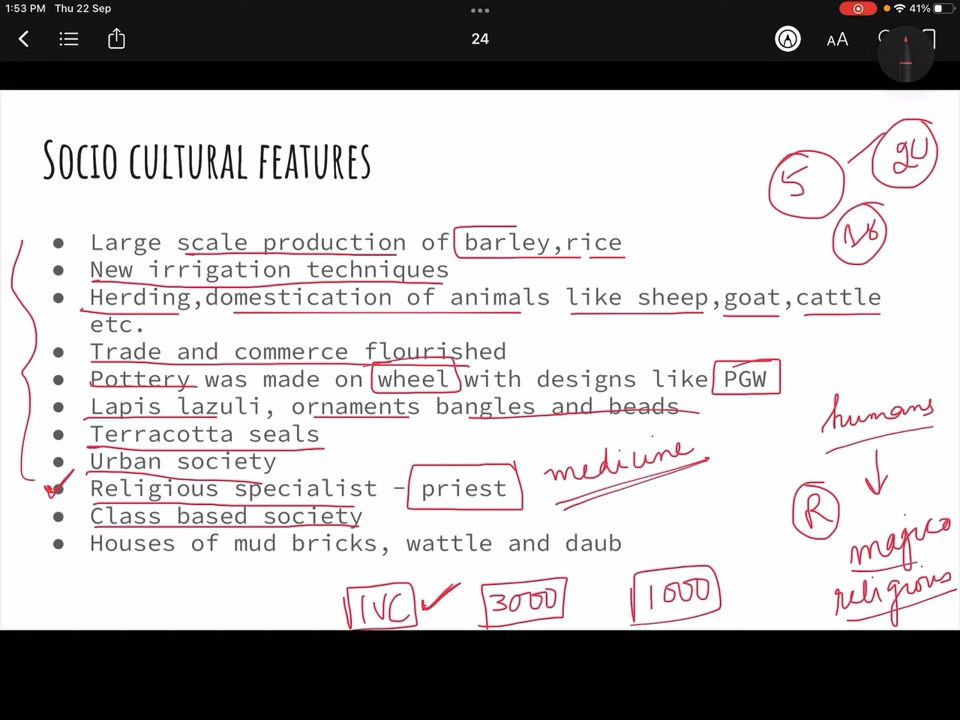 1:53 PM Thu 22 Sep
41%
24
AA
SOCIO CULTURAL FEATURES
5
20
18
● Large scale production of barley,rice
● New irrigation techniques
● Herding,domestication of animals like sheep,goat,cattle
etc.
● Trade and commerce flourished
● Pottery was made on wheel with designs like PGW
● Lapis lazuli, ornaments bangles and beads
● Terracotta seals
● Urban society
● Religious specialist – priest
● Class based society
● Houses of mud bricks, wattle and daub
medicine
humans
R
magico
religious
IVC 3000 1000